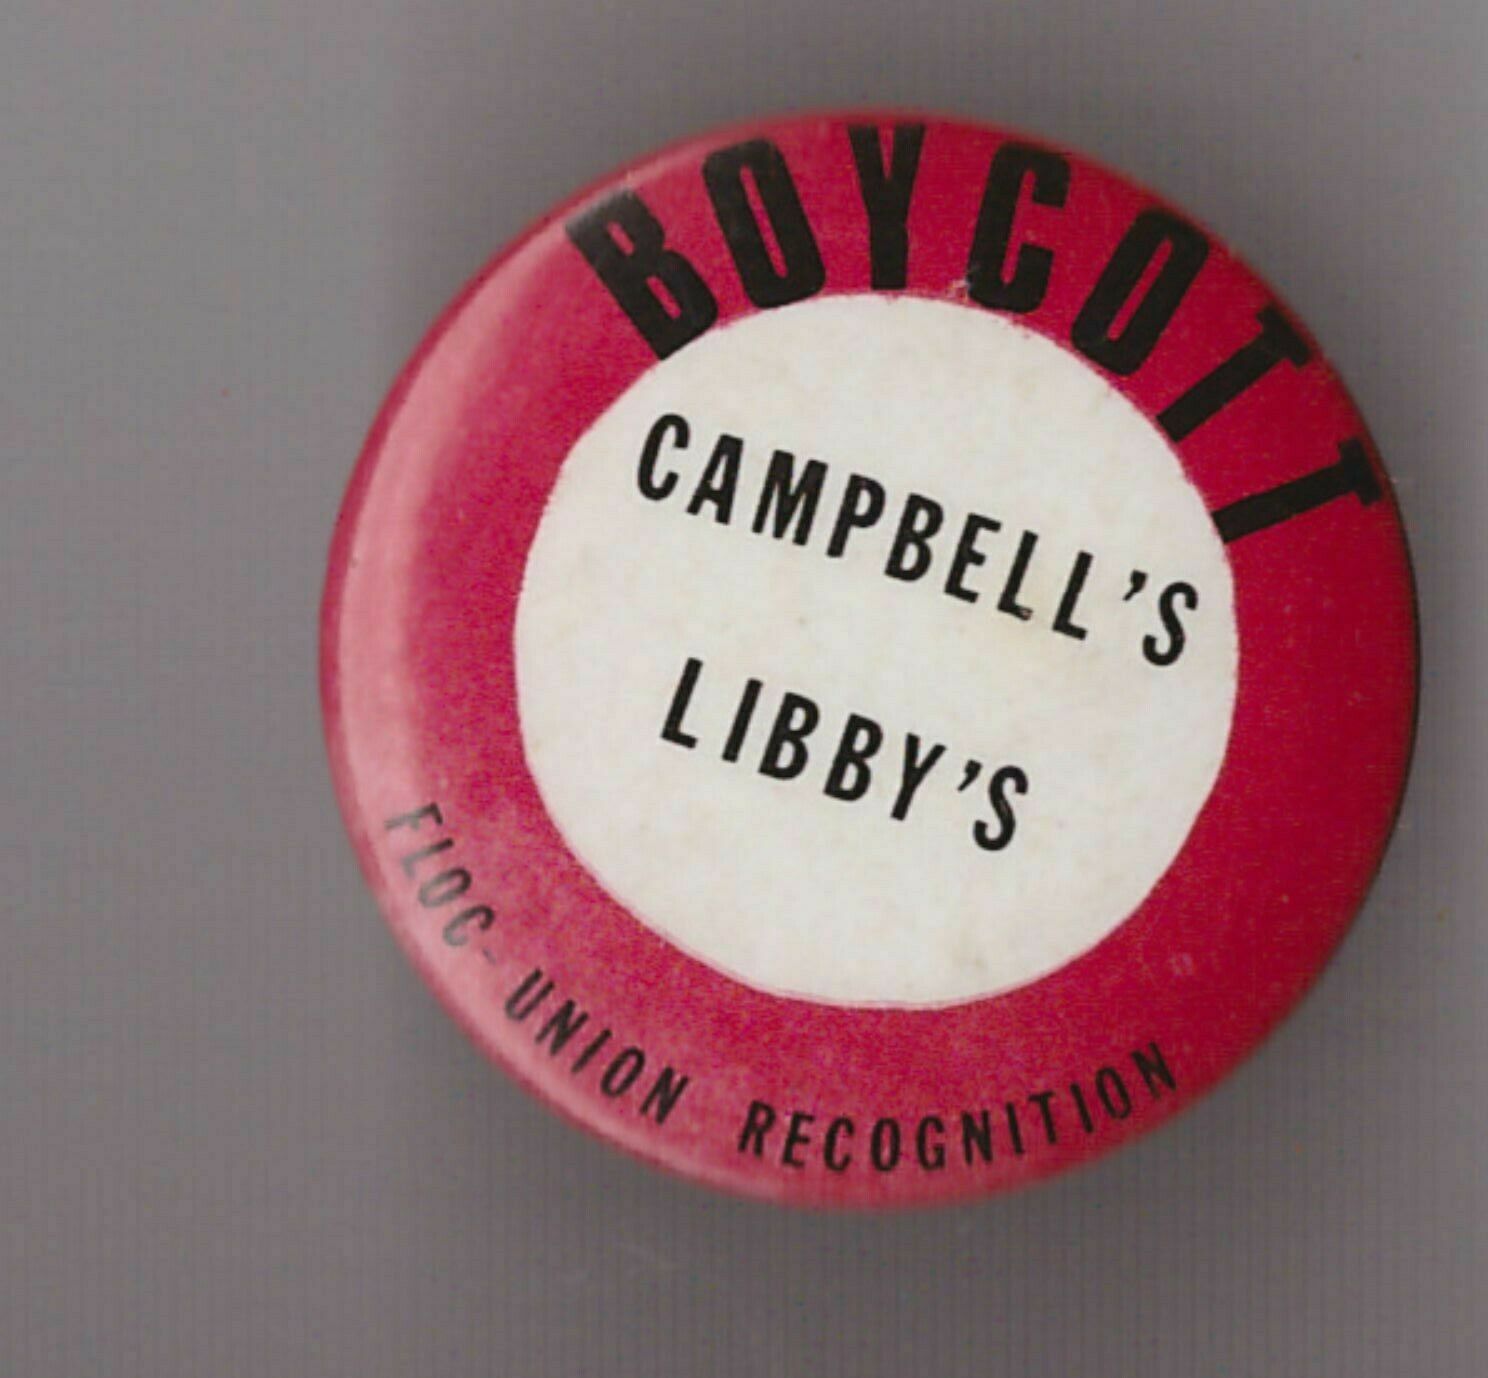 BOYCOTT
CAMPBELL'S
LIBBY'S
FLOC-UNION RECOGNITION